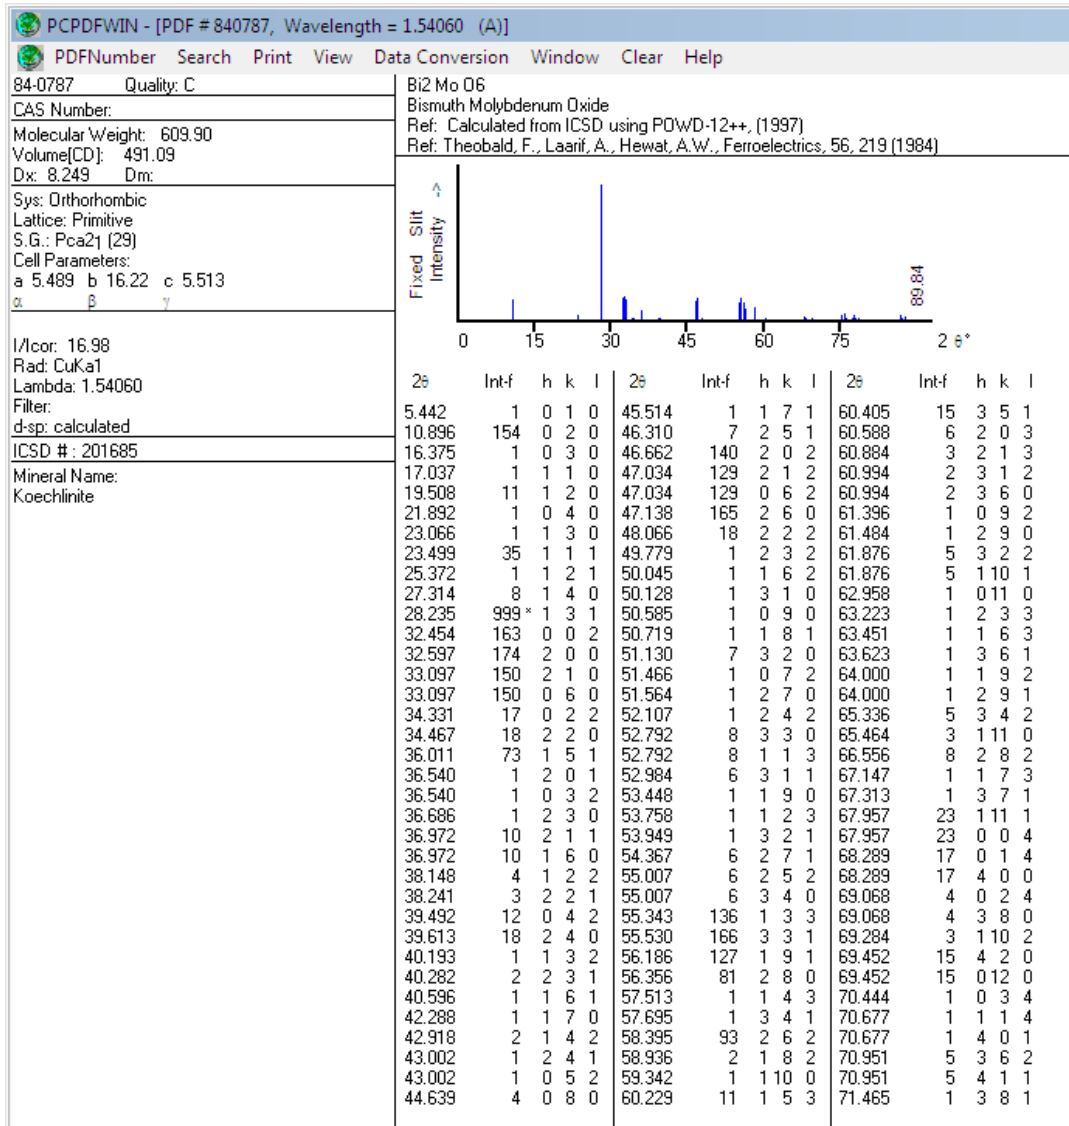 PCPDFWIN - [PDF # 840787, Wavelength = 1.54060 (A)]
PDFNumber Search Print View Data Conversion Window Clear Help
84-0787 Quality: C
CAS Number:
Molecular Weight: 609.90
Volume[CD]: 491.09
Dx: 8.249 Dm:
Sys: Orthorhombic
Lattice: Primitive
S.G.: Pca21 (29)
Cell Parameters:
a 5.489 b 16.22 c 5.513
α β γ
I/Icor: 16.98
Rad: CuKa1
Lambda: 1.54060
Filter:
d-sp: calculated
ICSD # : 201685
Mineral Name:
Koechlinite
Bi2 Mo O6
Bismuth Molybdenum Oxide
Ref: Calculated from ICSD using POWD-12++, (1997)
Ref: Theobald, F., Laarif, A., Hewat, A.W., Ferroelectrics, 56, 219 (1984)
Fixed Slit
Intensity ->
89.84
0 15 30 45 60 75 2 θ°
2θ Int-f h k l 2θ Int-f h k l 2θ Int-f h k l
5.442 1 0 1 0 45.514 1 1 7 1 60.405 15 3 5 1
10.896 154 0 2 0 46.310 7 2 5 1 60.588 6 2 0 3
16.375 1 0 3 0 46.662 140 2 0 2 60.884 3 2 1 3
17.037 1 1 1 0 47.034 129 2 1 2 60.994 2 3 1 2
19.508 11 1 2 0 47.034 129 0 6 2 60.994 2 3 6 0
21.892 1 0 4 0 47.138 165 2 6 0 61.396 1 0 9 2
23.066 1 1 3 0 48.066 18 2 2 2 61.484 1 2 9 0
23.499 35 1 1 1 49.779 1 2 3 2 61.876 5 3 2 2
25.372 1 1 2 1 50.045 1 1 6 2 61.876 5 1 10 1
27.314 8 1 4 0 50.128 1 3 1 0 62.958 1 0 11 0
28.235 999 * 1 3 1 50.585 1 0 9 0 63.223 1 2 3 3
32.454 163 0 0 2 50.719 1 1 8 1 63.451 1 1 6 3
32.597 174 2 0 0 51.130 7 3 2 0 63.623 1 3 6 1
33.097 150 2 1 0 51.466 1 0 7 2 64.000 1 1 9 2
33.097 150 0 6 0 51.564 1 2 7 0 64.000 1 2 9 1
34.331 17 0 2 2 52.107 1 2 4 2 65.336 5 3 4 2
34.467 18 2 2 0 52.792 8 3 3 0 65.464 3 1 11 0
36.011 73 1 5 1 52.792 8 1 1 3 66.556 8 2 8 2
36.540 1 2 0 1 52.984 6 3 1 1 67.147 1 1 7 3
36.540 1 0 3 2 53.448 1 1 9 0 67.313 1 3 7 1
36.686 1 2 3 0 53.758 1 1 2 3 67.957 23 1 11 1
36.972 10 2 1 1 53.949 1 3 2 1 67.957 23 0 0 4
36.972 10 1 6 0 54.367 6 2 7 1 68.289 17 0 1 4
38.148 4 1 2 2 55.007 6 2 5 2 68.289 17 4 0 0
38.241 3 2 2 1 55.007 6 3 4 0 69.068 4 0 2 4
39.492 12 0 4 2 55.343 136 1 3 3 69.068 4 3 8 0
39.613 18 2 4 0 55.530 166 3 3 1 69.284 3 1 10 2
40.193 1 1 3 2 56.186 127 1 9 1 69.452 15 4 2 0
40.282 2 2 3 1 56.356 81 2 8 0 69.452 15 0 12 0
40.596 1 1 6 1 57.513 1 1 4 3 70.444 1 0 3 4
42.288 1 1 7 0 57.695 1 3 4 1 70.677 1 1 1 4
42.918 2 1 4 2 58.395 93 2 6 2 70.677 1 4 0 1
43.002 1 2 4 1 58.936 2 1 8 2 70.951 5 3 6 2
43.002 1 0 5 2 59.342 1 1 10 0 70.951 5 4 1 1
44.639 4 0 8 0 60.229 11 1 5 3 71.465 1 3 8 1